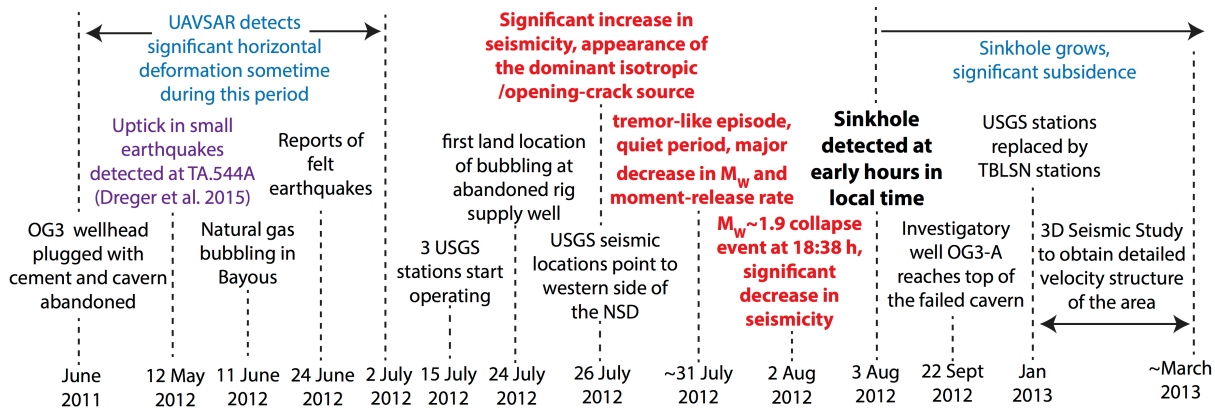 UAVSAR detects
significant horizontal
deformation sometime
during this period
Significant increase in
seismicity, appearance of
the dominant isotropic
/opening-crack source
Sinkhole grows,
significant subsidence
Uptick in small
earthquakes
detected at TA.544A
(Dreger et al. 2015)
Reports of
felt
earthquakes
first land location
of bubbling at
abandoned rig
supply well
tremor-like episode,
quiet period, major
decrease in MW and
moment-release rate
Sinkhole
detected at
early hours in
local time
USGS stations
replaced by
TBLSN stations
OG3 wellhead
plugged with
cement and cavern
abandoned
Natural gas
bubbling in
Bayous
3 USGS
stations start
operating
USGS seismic
locations point to
western side of
the NSD
MW~1.9 collapse
event at 18:38 h,
significant
decrease in
seismicity
Investigatory
well OG3-A
reaches top of
the failed cavern
3D Seismic Study
to obtain detailed
velocity structure
of the area
June
2011
12 May
2012
11 June
2012
24 June
2012
2 July
2012
15 July
2012
24 July
2012
26 July
2012
~31 July
2012
2 Aug
2012
3 Aug
2012
22 Sept
2012
Jan
2013
~March
2013